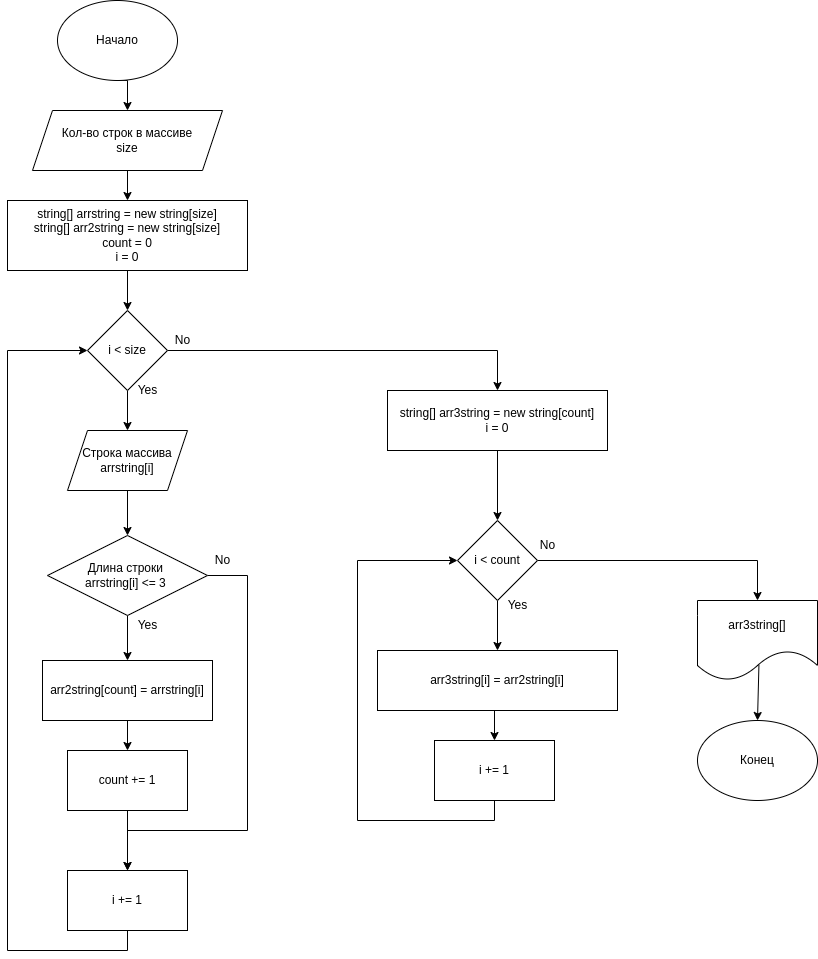 Начало
Кол-во строк в массиве
size
string[] arrstring = new string[size]
string[] arr2string = new string[size]
count = 0
i = 0
i < size
No
Yes
Строка массива
arrstring[i]
Длина строки
arrstring[i] <= 3
No
Yes
arr2string[count] = arrstring[i]
count += 1
i += 1
string[] arr3string = new string[count]
i = 0
i < count
No
Yes
arr3string[i] = arr2string[i]
i += 1
arr3string[]
Конец